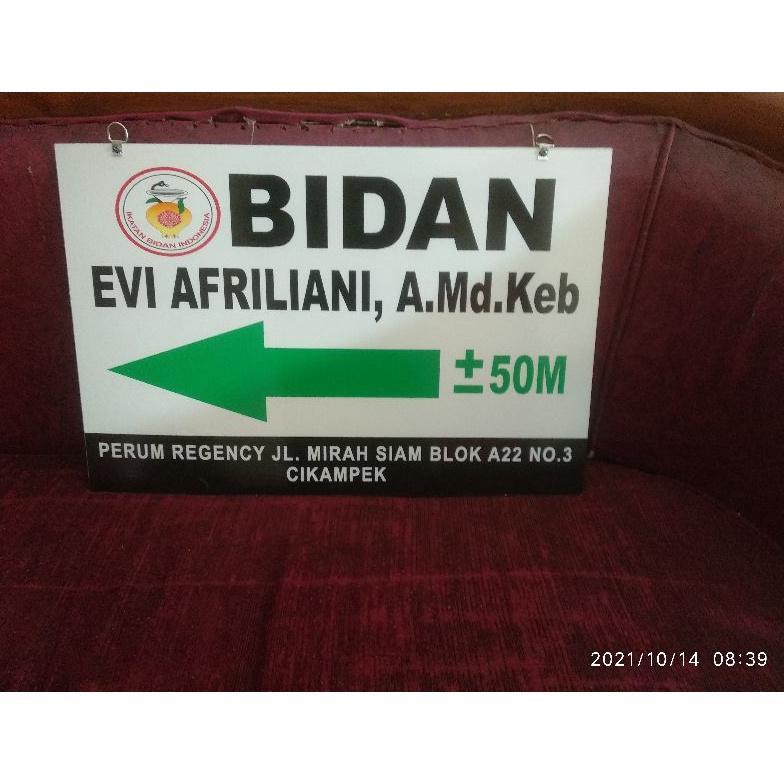 IKATAN BIDAN INDONESIA
BIDAN
EVI AFRILIANI, A.Md.Keb
±50M
PERUM REGENCY JL. MIRAH SIAM BLOK A22 NO.3
CIKAMPEK
2021/10/14 08:39